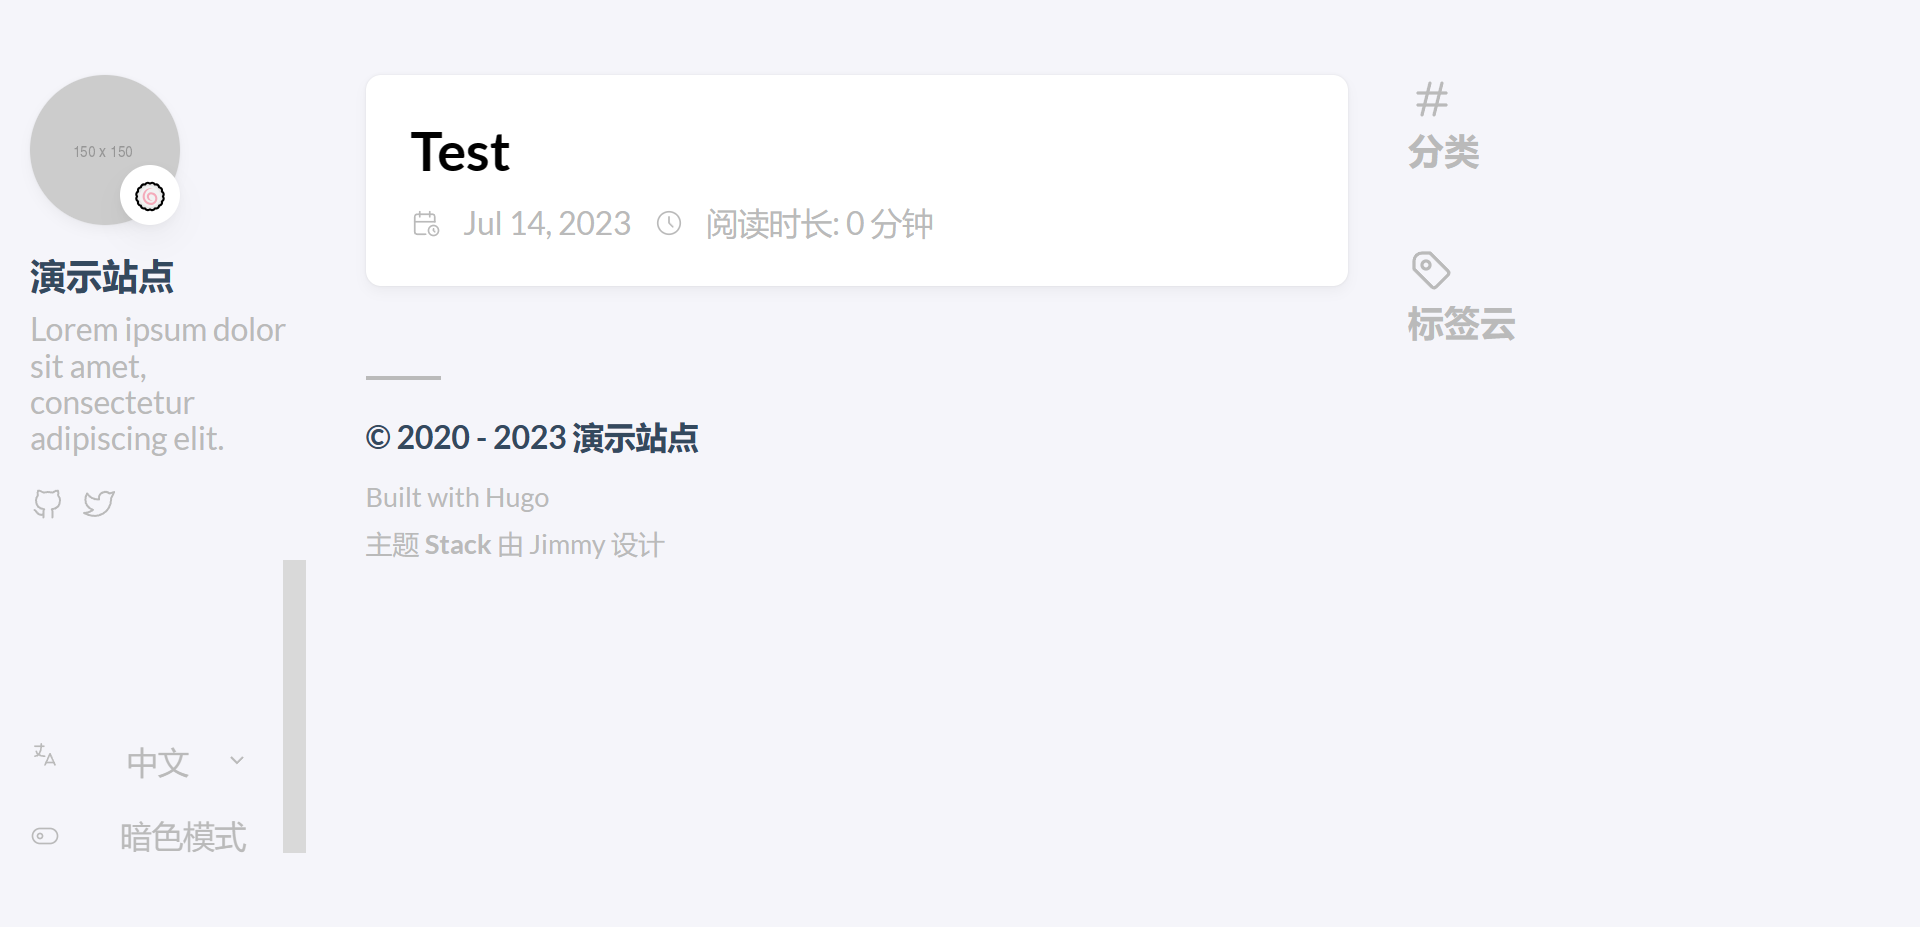 150 x 150
演示站点
Lorem ipsum dolor
sit amet,
consectetur
adipiscing elit.
中文
暗色模式
Test
Jul 14, 2023 阅读时长: 0 分钟
© 2020 - 2023 演示站点
Built with Hugo
主题 Stack 由 Jimmy 设计
分类
标签云